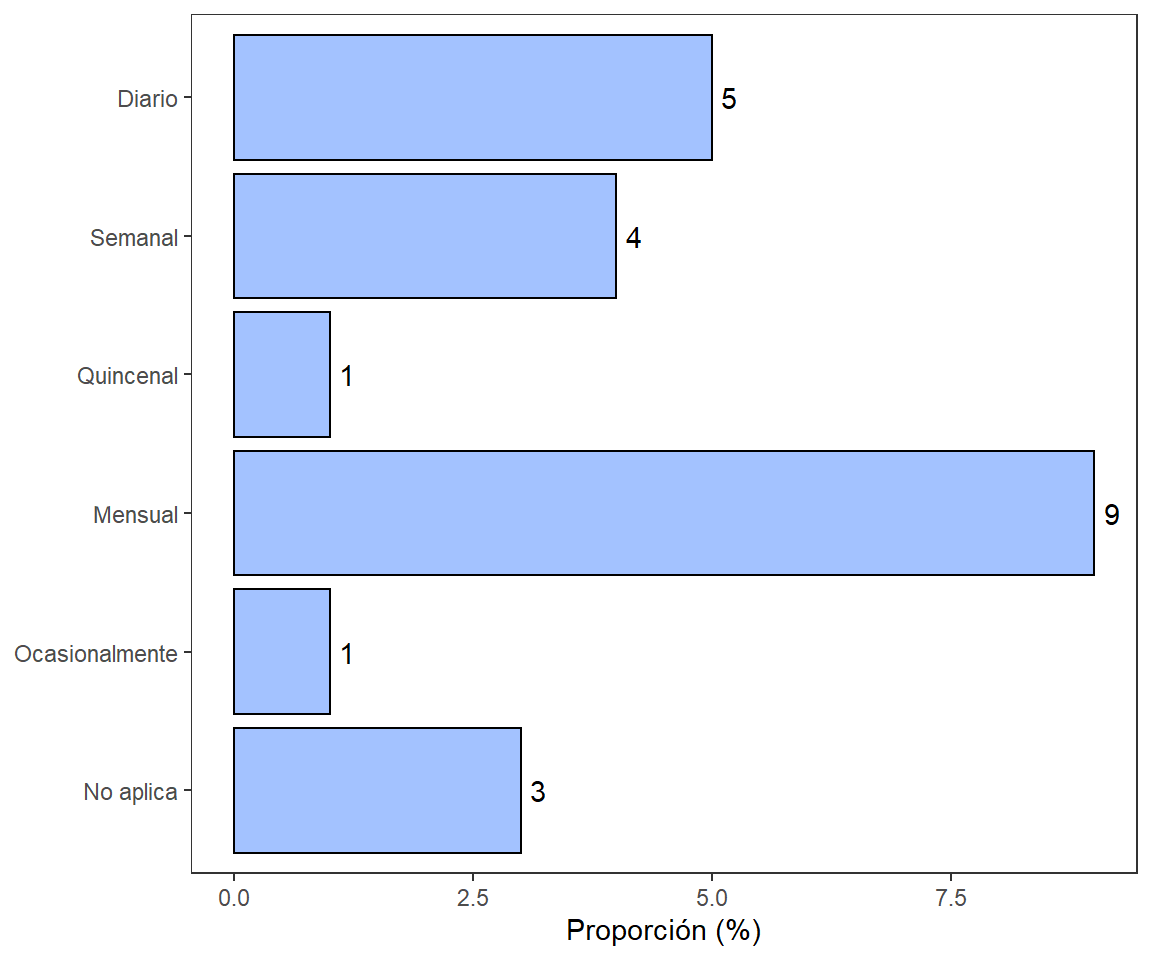 Diario 5
Semanal 4
Quincenal 1
Mensual 9
Ocasionalmente 1
No aplica 3
0.0 2.5 5.0 7.5
Proporción (%)